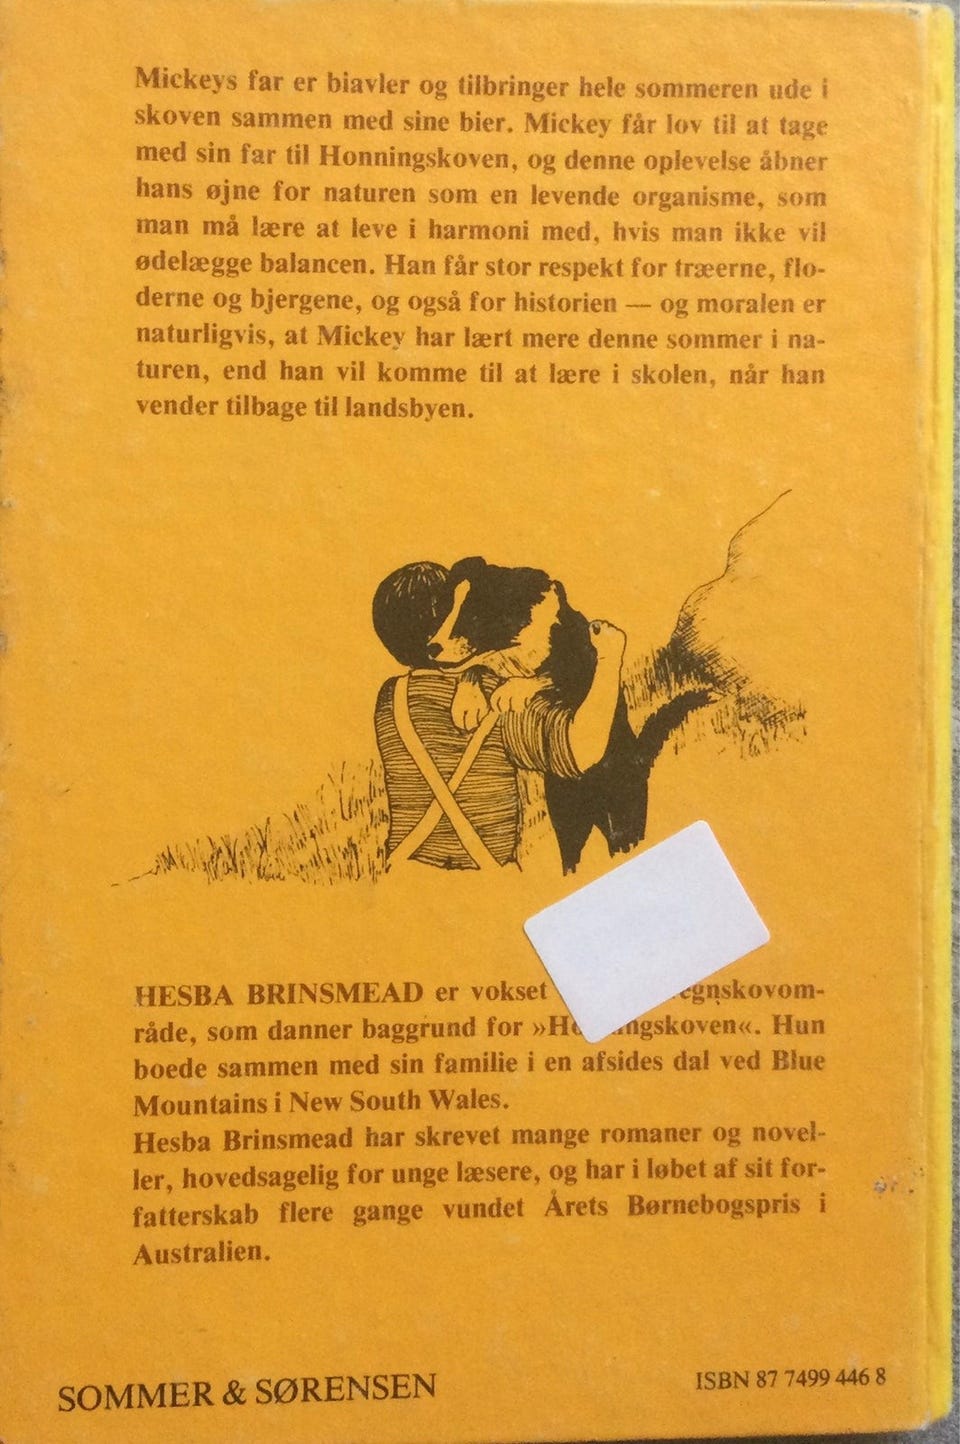 Mickeys far er biavler og tilbringer hele sommeren ude i
skoven sammen med sine bier. Mickey får lov til at tage
med sin far til Honningskoven, og denne oplevelse åbner
hans øjne for naturen som en levende organisme, som
man må lære at leve i harmoni med, hvis man ikke vil
ødelægge balancen. Han får stor respekt for træerne, flo-
derne og bjergene, og også for historien — og moralen er
naturligvis, at Mickey har lært mere denne sommer i na-
turen, end han vil komme til at lære i skolen, når han
vender tilbage til landsbyen.
HESBA BRINSMEAD er vokset egnskovom-
råde, som danner baggrund for »Honningskoven«. Hun
boede sammen med sin familie i en afsides dal ved Blue
Mountains i New South Wales.
Hesba Brinsmead har skrevet mange romaner og novel-
ler, hovedsagelig for unge læsere, og har i løbet af sit for-
fatterskab flere gange vundet Årets Børnebogspris i
Australien.
SOMMER & SØRENSEN
ISBN 87 7499 446 8